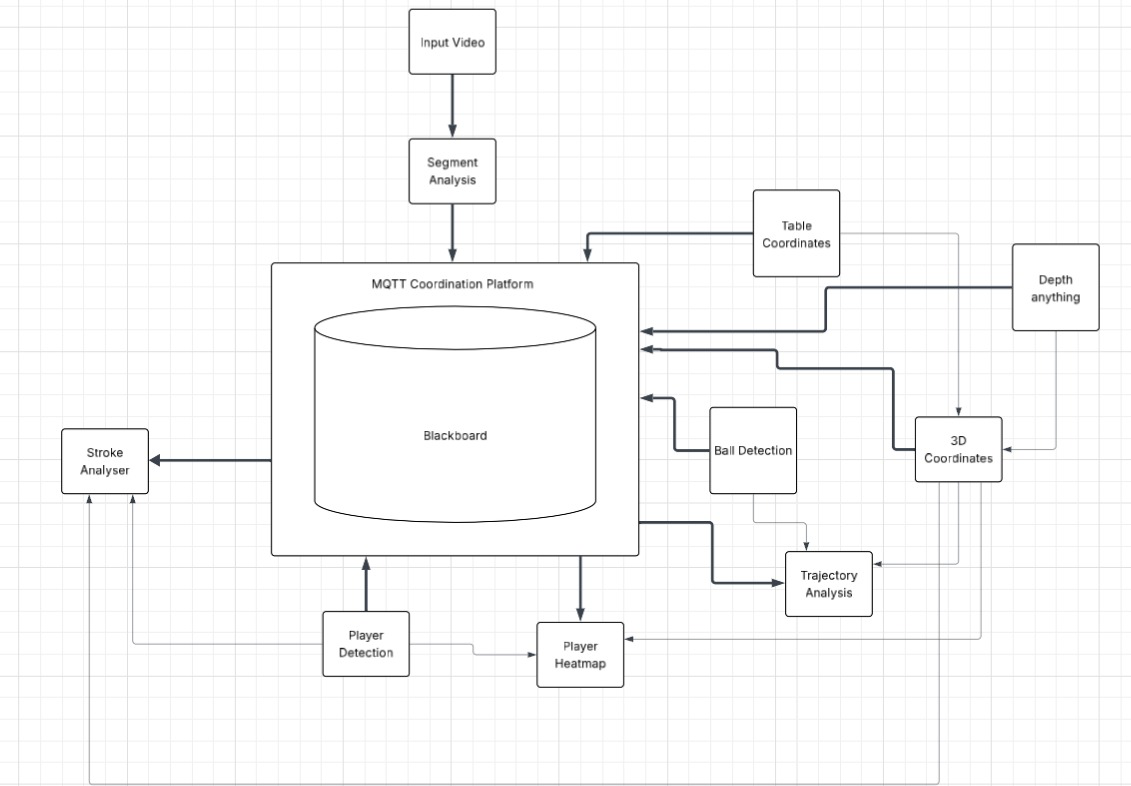 Input Video
Segment
Analysis
Table
Coordinates
Depth
anything
MQTT Coordination Platform
Blackboard
Stroke
Analyser
Ball Detection
3D
Coordinates
Trajectory
Analysis
Player
Detection
Player
Heatmap